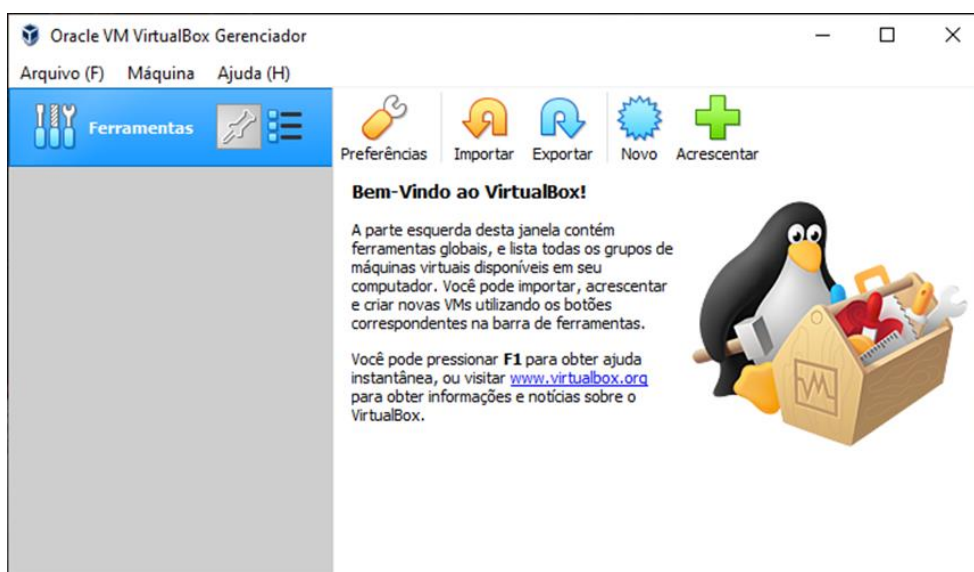 Oracle VM VirtualBox Gerenciador
Arquivo (F) Máquina Ajuda (H)
Ferramentas
Preferências Importar Exportar Novo Acrescentar
Bem-Vindo ao VirtualBox!
A parte esquerda desta janela contém
ferramentas globais, e lista todas os grupos de
máquinas virtuais disponíveis em seu
computador. Você pode importar, acrescentar
e criar novas VMs utilizando os botões
correspondentes na barra de ferramentas.
Você pode pressionar F1 para obter ajuda
instantânea, ou visitar www.virtualbox.org
para obter informações e notícias sobre o
VirtualBox.